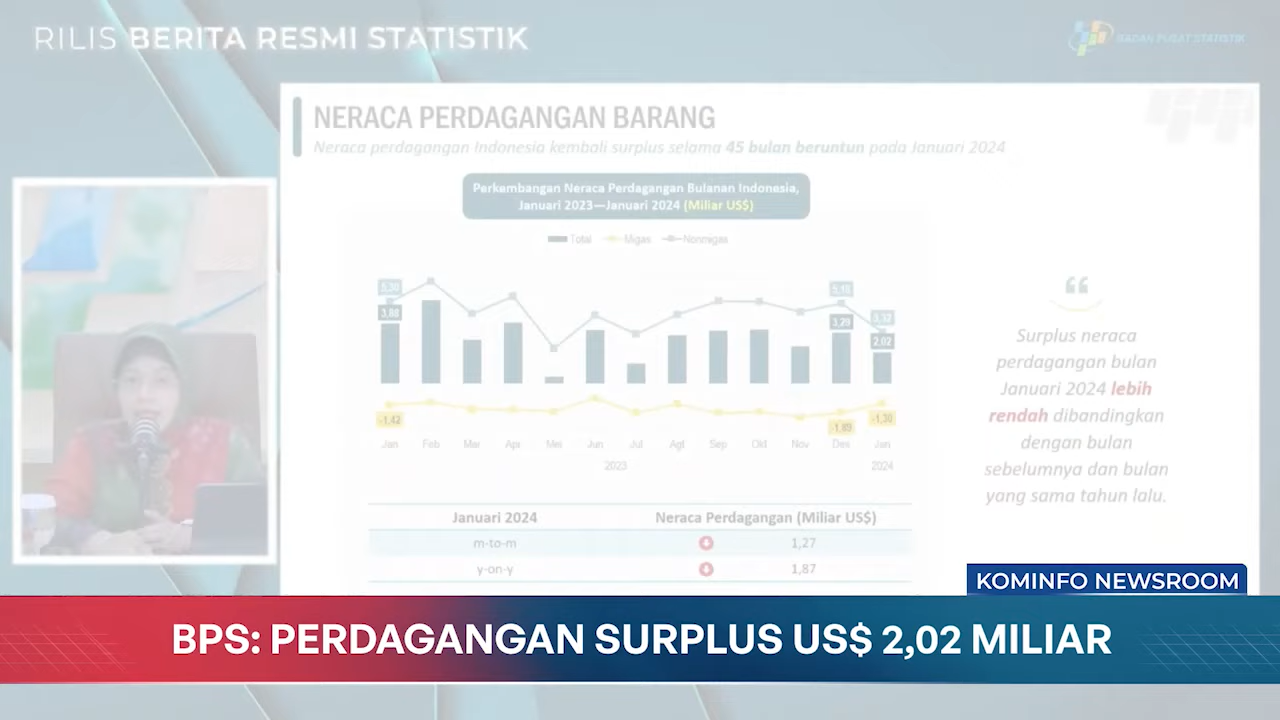 RILIS BERITA RESMI STATISTIK
BADAN PUSAT STATISTIK
NERACA PERDAGANGAN BARANG
Neraca perdagangan Indonesia kembali surplus selama 45 bulan beruntun pada Januari 2024
Perkembangan Neraca Perdagangan Bulanan Indonesia,
Januari 2023—Januari 2024 (Miliar US$)
Total Migas Nonmigas
5,30
3,88
5,18
3,29
3,32
2,02
-1,42
-1,89
-1,30
Jan Feb Mar Apr Mei Jun Jul Agt Sep Okt Nov Des Jan
2023 2024
Januari 2024 Neraca Perdagangan (Miliar US$)
m-to-m 1,27
y-on-y 1,87
“
Surplus neraca
perdagangan bulan
Januari 2024 lebih
rendah dibandingkan
dengan bulan
sebelumnya dan bulan
yang sama tahun lalu.
KOMINFO NEWSROOM
BPS: PERDAGANGAN SURPLUS US$ 2,02 MILIAR